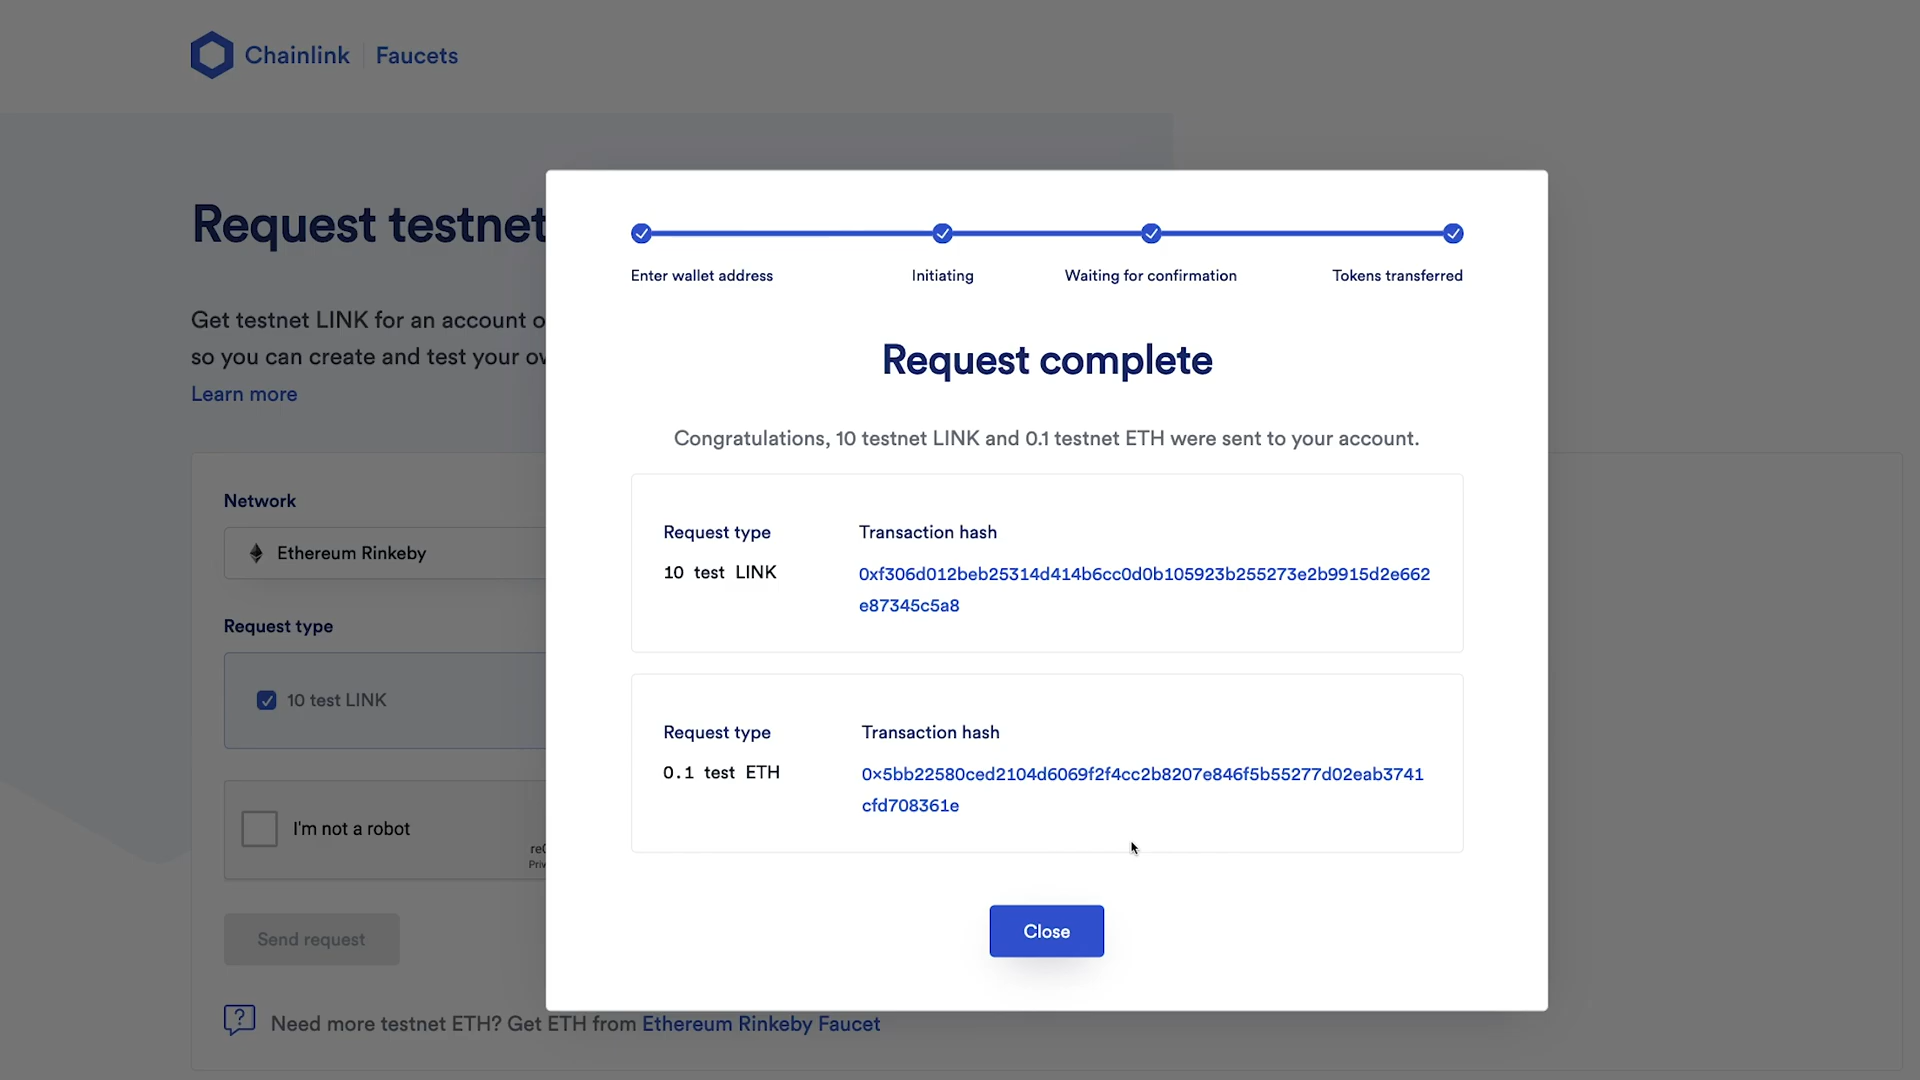 Chainlink | Faucets
Request testnet
Get testnet LINK for an account o
so you can create and test your ow
Learn more
Network
Ethereum Rinkeby
Request type
10 test LINK
I'm not a robot
reC
Priv
Send request
Need more testnet ETH? Get ETH from Ethereum Rinkeby Faucet
Enter wallet address
Initiating
Waiting for confirmation
Tokens transferred
Request complete
Congratulations, 10 testnet LINK and 0.1 testnet ETH were sent to your account.
Request type
Transaction hash
10 test LINK
0xf306d012beb25314d414b6cc0d0b105923b255273e2b9915d2e662
e87345c5a8
Request type
Transaction hash
0.1 test ETH
0x5bb22580ced2104d6069f2f4cc2b8207e846f5b55277d02eab3741
cfd708361e
Close